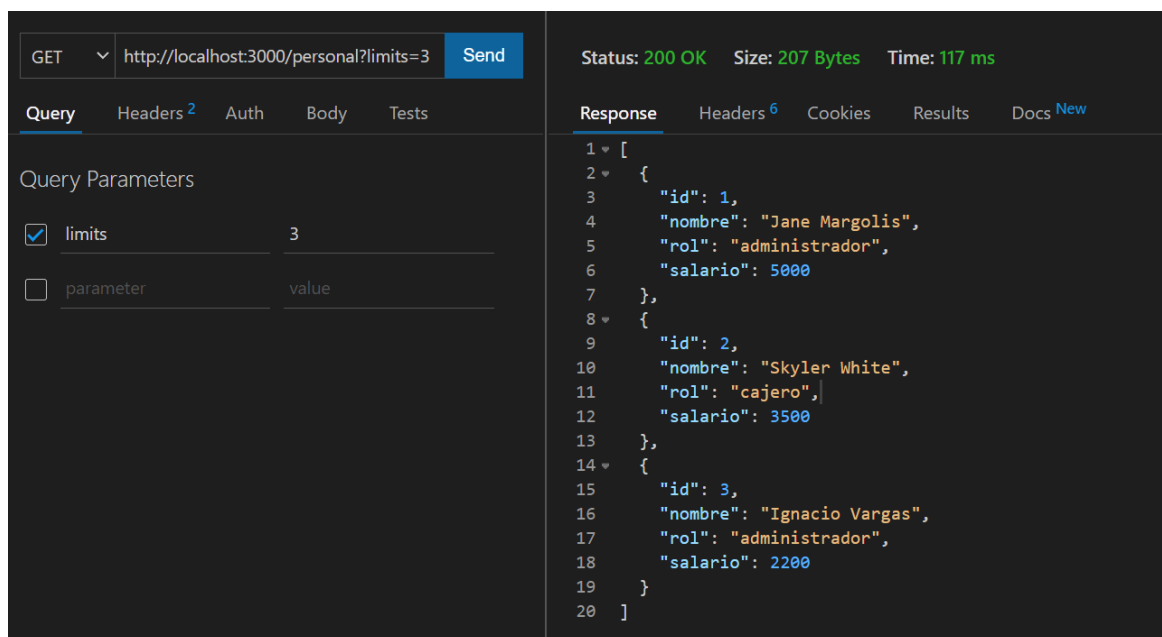 GET http://localhost:3000/personal?limits=3 Send
Query Headers 2 Auth Body Tests
Query Parameters
limits 3
parameter value
Status: 200 OK Size: 207 Bytes Time: 117 ms
Response Headers 6 Cookies Results Docs New
1 [
2 {
3 "id": 1,
4 "nombre": "Jane Margolis",
5 "rol": "administrador",
6 "salario": 5000
7 },
8 {
9 "id": 2,
10 "nombre": "Skyler White",
11 "rol": "cajero",
12 "salario": 3500
13 },
14 {
15 "id": 3,
16 "nombre": "Ignacio Vargas",
17 "rol": "administrador",
18 "salario": 2200
19 }
20 ]